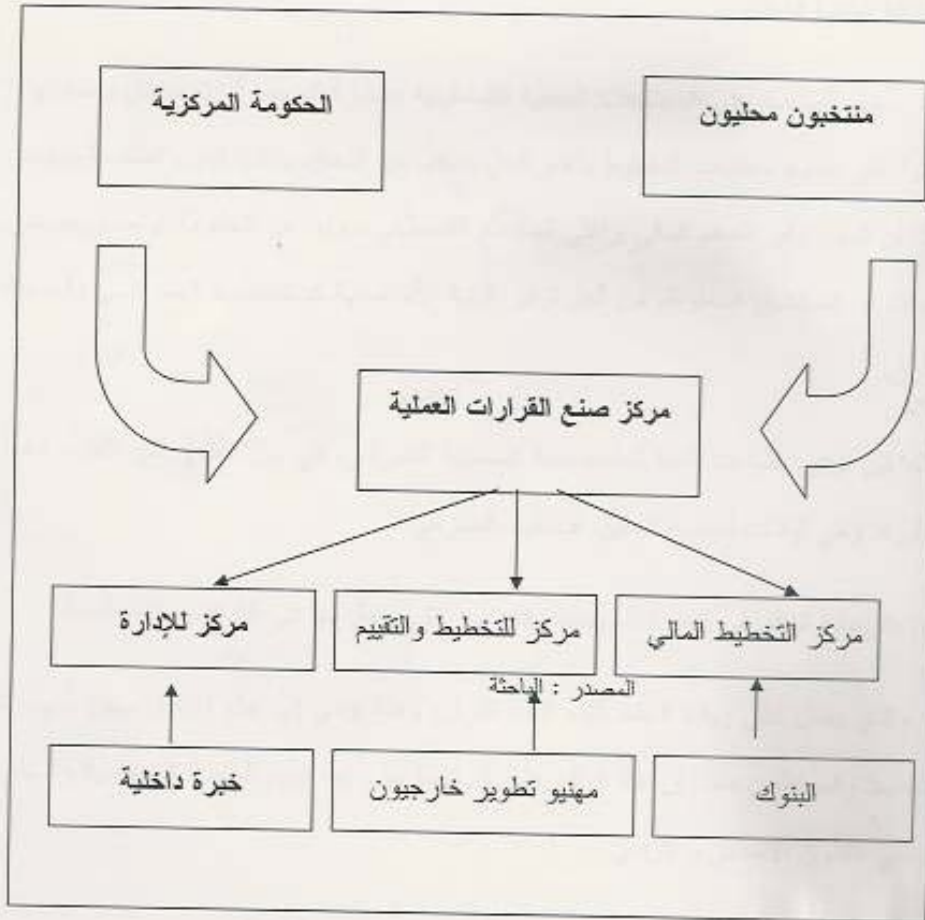 منتخبون محليون
الحكومة المركزية
مركز صنع القرارات العملية
مركز التخطيط المالي
مركز للتخطيط والتقييم
مركز للإدارة
المصدر : الباحثة
البنوك
مهنيو تطوير خارجيون
خبرة داخلية